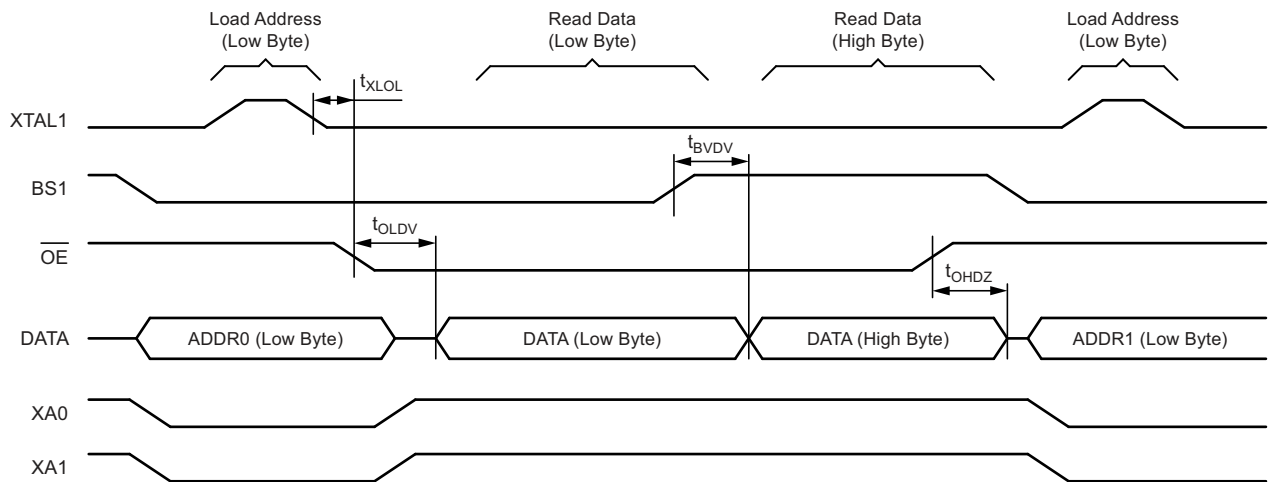 Load Address
(Low Byte)
Read Data
(Low Byte)
Read Data
(High Byte)
Load Address
(Low Byte)
tXLOL
XTAL1
tBVDV
BS1
tOLDV
OE
tOHDZ
DATA
ADDR0 (Low Byte)
DATA (Low Byte)
DATA (High Byte)
ADDR1 (Low Byte)
XA0
XA1